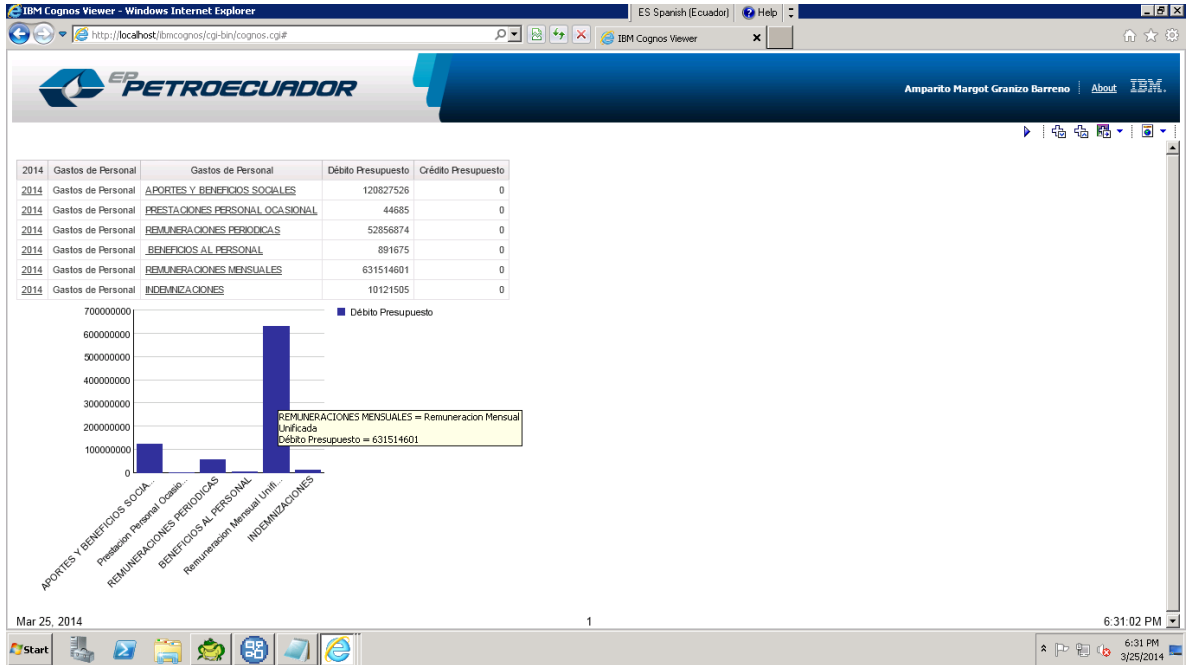 IBM Cognos Viewer - Windows Internet Explorer
ES Spanish (Ecuador) Help
http://localhost/ibmcognos/cgi-bin/cognos.cgi#
IBM Cognos Viewer
EP PETROECUADOR
Amparito Margot Granizo Barreno About IBM.
2014 Gastos de Personal Gastos de Personal Débito Presupuesto Crédito Presupuesto
2014 Gastos de Personal APORTES Y BENEFICIOS SOCIALES 120827526 0
2014 Gastos de Personal PRESTACIONES PERSONAL OCASIONAL 44685 0
2014 Gastos de Personal REMUNERACIONES PERIODICAS 52856874 0
2014 Gastos de Personal BENEFICIOS AL PERSONAL 891675 0
2014 Gastos de Personal REMUNERACIONES MENSUALES 631514601 0
2014 Gastos de Personal INDEMNIZACIONES 10121505 0
Débito Presupuesto
700000000
600000000
500000000
400000000
300000000
200000000
100000000
0
REMUNERACIONES MENSUALES = Remuneracion Mensual
Unificada
Débito Presupuesto = 631514601
APORTES Y BENEFICIOS SOCIA...
Prestacion Personal Ocasio...
REMUNERACIONES PERIODICAS
BENEFICIOS AL PERSONAL
Remuneracion Mensual Unifi...
INDEMNIZACIONES
Mar 25, 2014 1 6:31:02 PM
Start
6:31 PM
3/25/2014